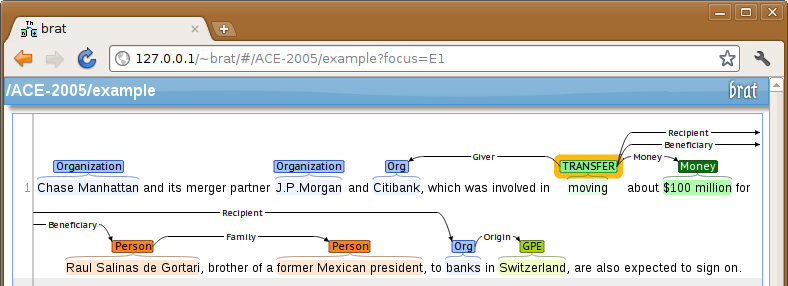 brat
127.0.0.1/~brat/#/ACE-2005/example?focus=E1
/ACE-2005/example brat
Recipient
Beneficiary
Giver Money
Organization Organization Org TRANSFER Money
1 Chase Manhattan and its merger partner J.P.Morgan and Citibank, which was involved in moving about $100 million for
Recipient
Beneficiary Family Origin
Person Person Org GPE
Raul Salinas de Gortari, brother of a former Mexican president, to banks in Switzerland, are also expected to sign on.